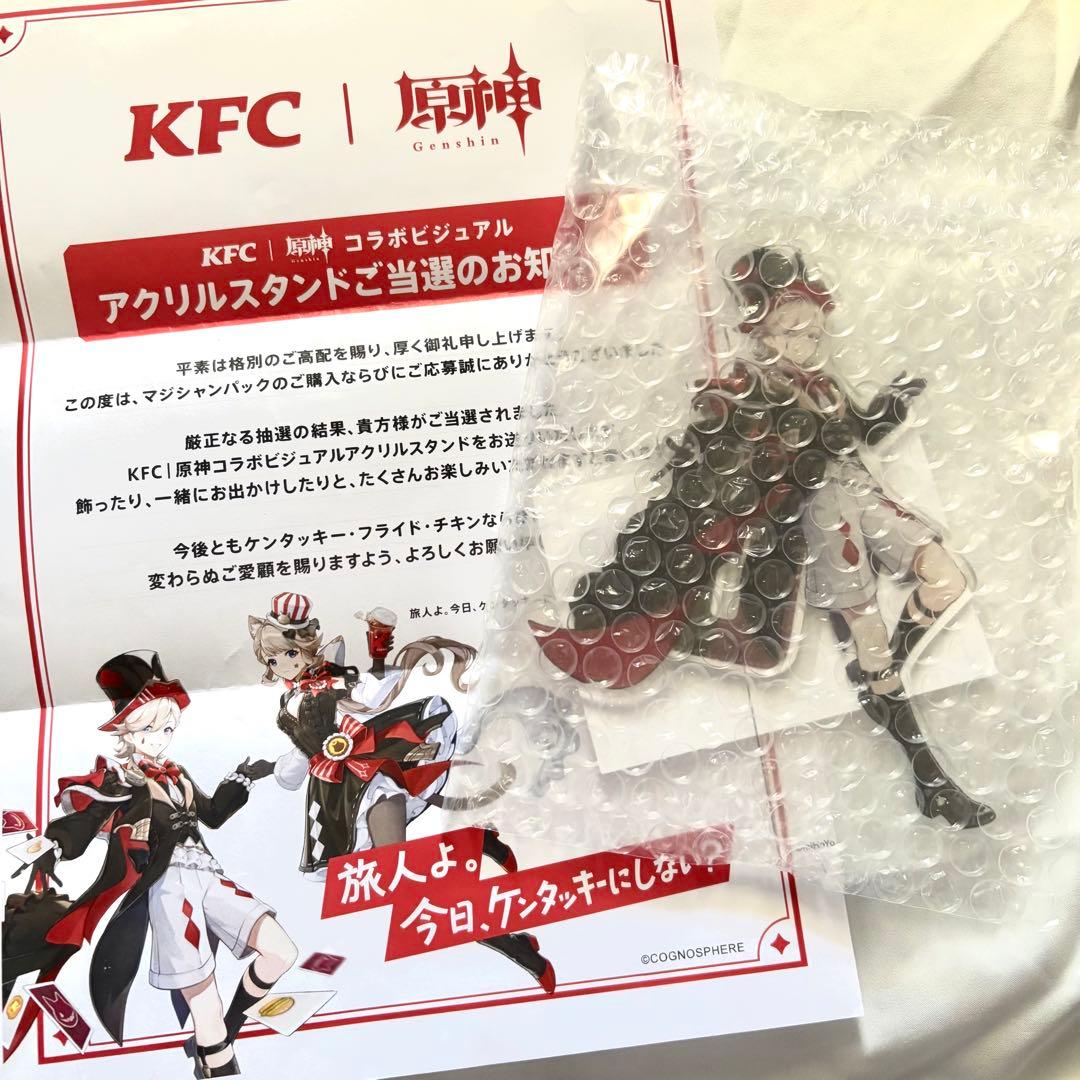 KFC | 原神
Genshin
KFC | 原神 コラボビジュアル
Genshin
アクリルスタンドご当選のお知
平素は格別のご高配を賜り、厚く御礼申し上げます
この度は、マジシャンパックのご購入ならびにご応募誠にありが
厳正なる抽選の結果、貴方様がご当選されました
KFC|原神コラボビジュアルアクリルスタンドをお送
飾ったり、一緒にお出かけしたりと、たくさんお楽しみいた
今後ともケンタッキー・フライド・チキンなら
変わらぬご愛顧を賜りますよう、よろしくお願
旅人よ。今日、ケンタッ
旅人よ。
今日、ケンタッキーにしない?
©COGNOSPHERE